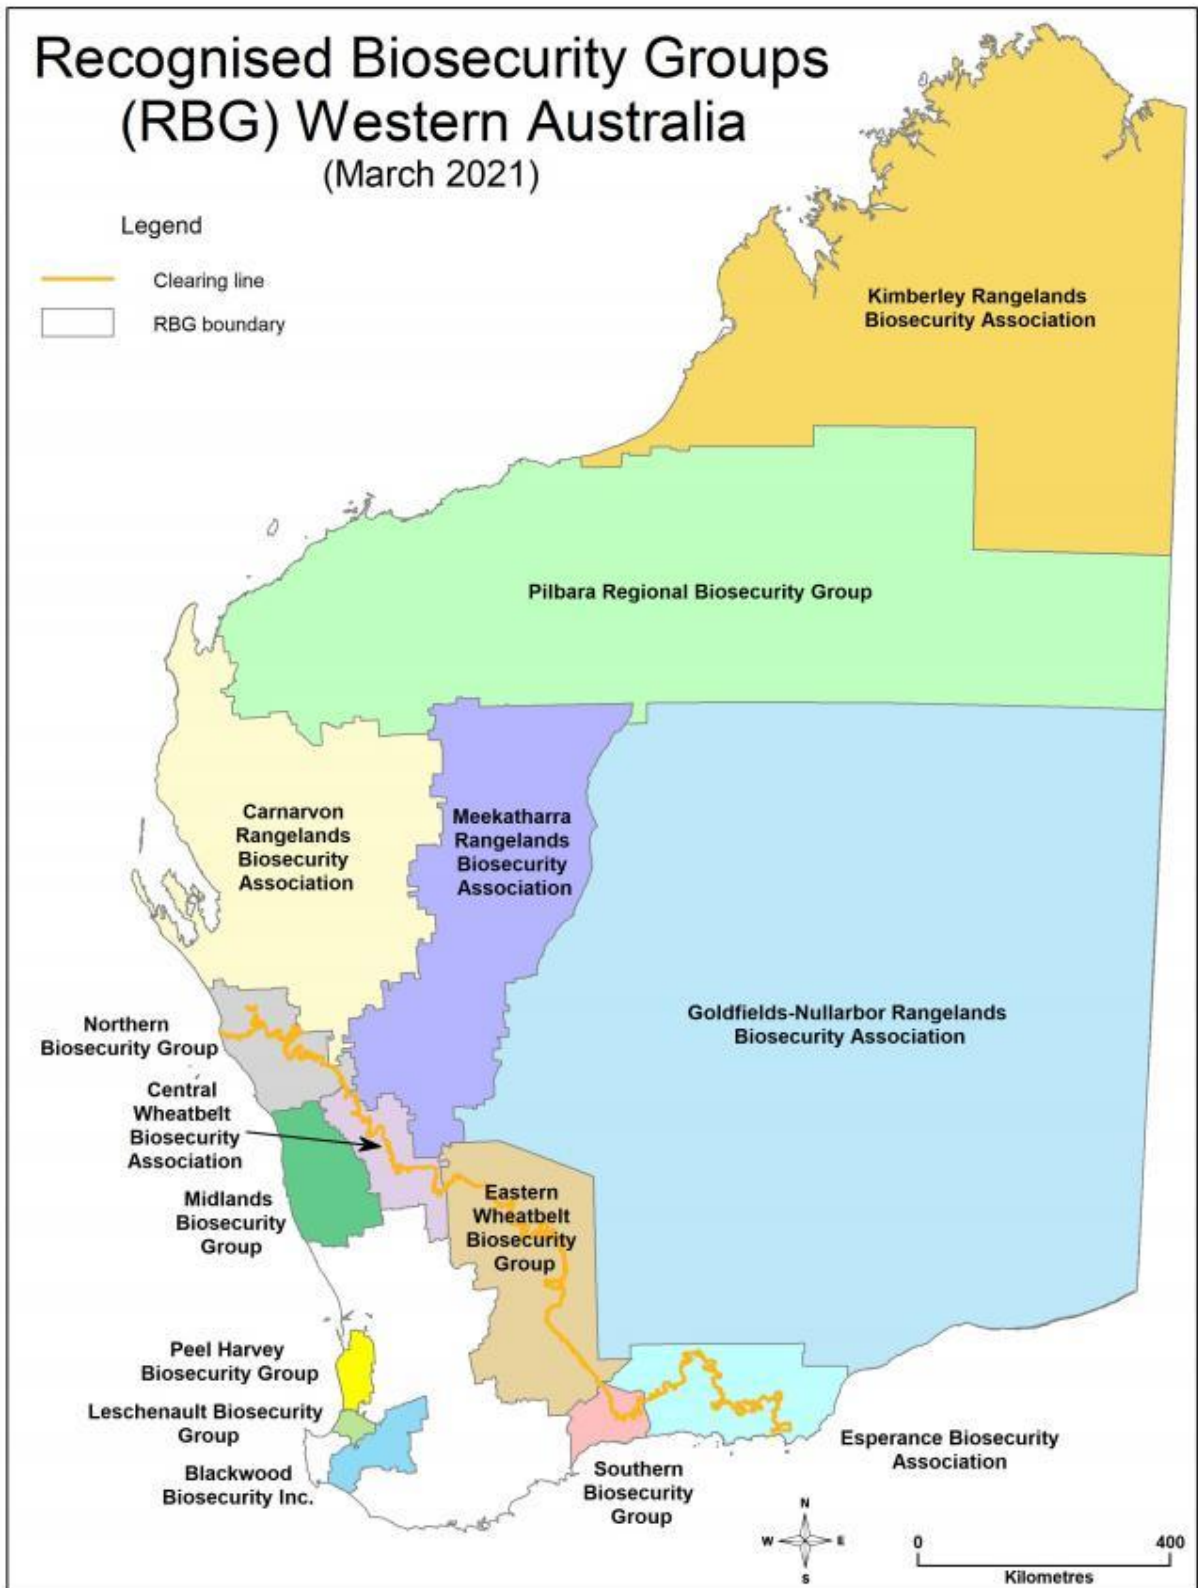 Recognised Biosecurity Groups
(RBG) Western Australia
(March 2021)
Legend
Clearing line
RBG boundary
Kimberley Rangelands
Biosecurity Association
Pilbara Regional Biosecurity Group
Carnarvon
Rangelands
Biosecurity
Association
Meekatharra
Rangelands
Biosecurity
Association
Goldfields-Nullarbor Rangelands
Biosecurity Association
Northern
Biosecurity Group
Central
Wheatbelt
Biosecurity
Association
Midlands
Biosecurity
Group
Eastern
Wheatbelt
Biosecurity
Group
Peel Harvey
Biosecurity Group
Leschenault Biosecurity
Group
Blackwood
Biosecurity Inc.
Southern
Biosecurity
Group
Esperance Biosecurity
Association
N
W E
S
0 400
Kilometres